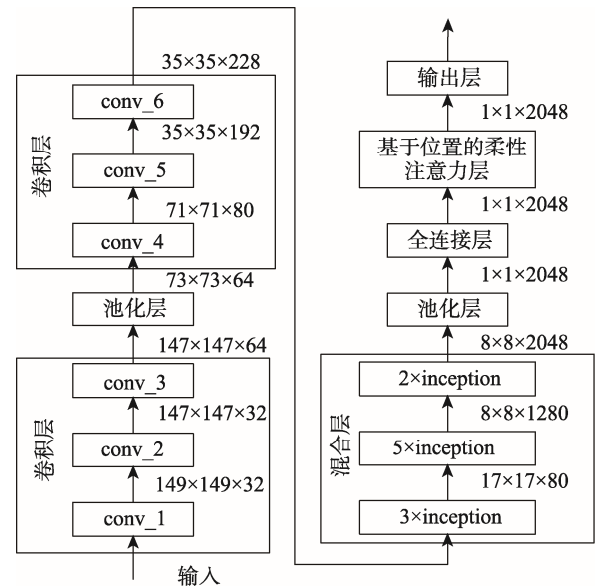 35×35×228
conv_6
35×35×192
conv_5
71×71×80
conv_4
卷积层
73×73×64
池化层
147×147×64
conv_3
147×147×32
conv_2
149×149×32
conv_1
卷积层
输入
输出层
1×1×2048
基于位置的柔性
注意力层
1×1×2048
全连接层
1×1×2048
池化层
8×8×2048
2×inception
8×8×1280
5×inception
17×17×80
3×inception
混合层